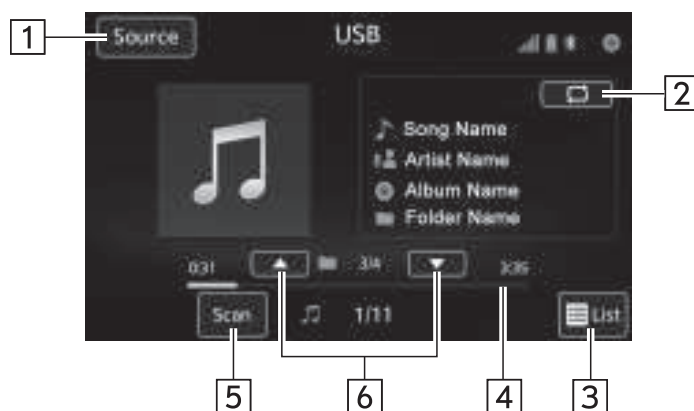 1
Source
USB
2
Song Name
Artist Name
Album Name
Folder Name
0:31
3/4
3:35
Scan
1/11
List
5
6
4
3